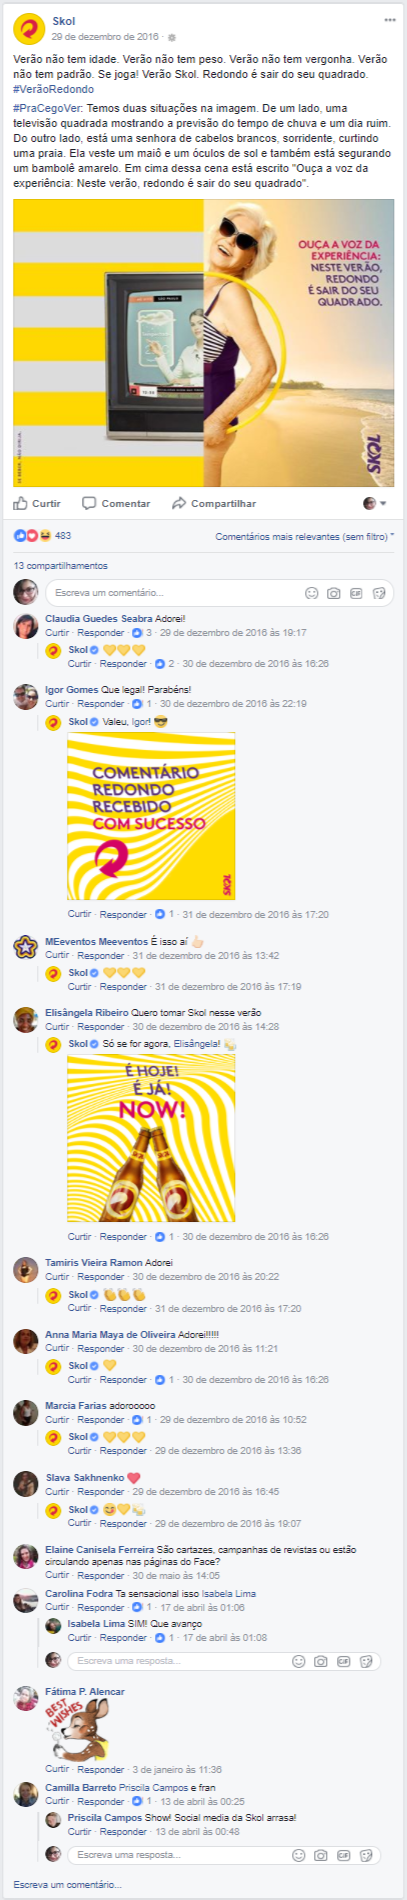 Skol
29 de dezembro de 2016 ·
Verão não tem idade. Verão não tem peso. Verão não tem vergonha. Verão
não tem padrão. Se joga! Verão Skol. Redondo é sair do seu quadrado.
#VerãoRedondo
#PraCegoVer: Temos duas situações na imagem. De um lado, uma
televisão quadrada mostrando a previsão do tempo de chuva e um dia ruim.
Do outro lado, está uma senhora de cabelos brancos, sorridente, curtindo
uma praia. Ela veste um maiô e um óculos de sol e também está segurando
um bambolê amarelo. Em cima dessa cena está escrito "Ouça a voz da
experiência: Neste verão, redondo é sair do seu quadrado".
OUÇA A VOZ DA
EXPERIÊNCIA:
NESTE VERÃO,
REDONDO
É SAIR DO SEU
QUADRADO.
SKOL
Curtir Comentar Compartilhar
483 Comentários mais relevantes (sem filtro)
13 compartilhamentos
Escreva um comentário...
Claudia Guedes Seabra Adorei!
Curtir · Responder · 3 · 29 de dezembro de 2016 às 19:17
Skol 💛💛💛
Curtir · Responder · 2 · 30 de dezembro de 2016 às 16:26
Igor Gomes Que legal! Parabéns!
Curtir · Responder · 1 · 30 de dezembro de 2016 às 22:19
Skol Valeu, Igor! 😎
COMENTÁRIO
REDONDO
RECEBIDO
COM SUCESSO
SKOL
Curtir · Responder · 1 · 31 de dezembro de 2016 às 17:20
MEeventos Meeventos É isso aí 👍🏻
Curtir · Responder · 31 de dezembro de 2016 às 13:42
Skol 💛💛💛
Curtir · Responder · 31 de dezembro de 2016 às 17:19
Elisângela Ribeiro Quero tomar Skol nesse verão
Curtir · Responder · 30 de dezembro de 2016 às 14:28
Skol Só se for agora, Elisângela! 🍻
É HOJE!
É JÁ!
NOW!
Curtir · Responder · 1 · 30 de dezembro de 2016 às 16:26
Tamiris Vieira Ramon Adorei
Curtir · Responder · 30 de dezembro de 2016 às 20:22
Skol 👏👏👏
Curtir · Responder · 31 de dezembro de 2016 às 17:20
Anna Maria Maya de Oliveira Adorei!!!!!
Curtir · Responder · 30 de dezembro de 2016 às 11:21
Skol 💛
Curtir · Responder · 1 · 30 de dezembro de 2016 às 16:26
Marcia Farias adorooooo
Curtir · Responder · 1 · 29 de dezembro de 2016 às 10:52
Skol 💛💛💛
Curtir · Responder · 29 de dezembro de 2016 às 13:36
Slava Sakhnenko ❤
Curtir · Responder · 29 de dezembro de 2016 às 16:45
Skol 😆💛🍻
Curtir · Responder · 29 de dezembro de 2016 às 19:07
Elaine Canisela Ferreira São cartazes, campanhas de revistas ou estão
circulando apenas nas páginas do Face?
Curtir · Responder · 30 de maio às 14:05
Carolina Fodra Ta sensacional isso Isabela Lima
Curtir · Responder · 1 · 17 de abril às 01:06
Isabela Lima SIM! Que avanço
Curtir · Responder · 1 · 17 de abril às 01:08
Escreva uma resposta...
Fátima P. Alencar
BEST
WISHES
Curtir · Responder · 3 de janeiro às 11:36
Camilla Barreto Priscila Campos e fran
Curtir · Responder · 1 · 13 de abril às 00:25
Priscila Campos Show! Social media da Skol arrasa!
Curtir · Responder · 13 de abril às 00:48
Escreva uma resposta...
Escreva um comentário...